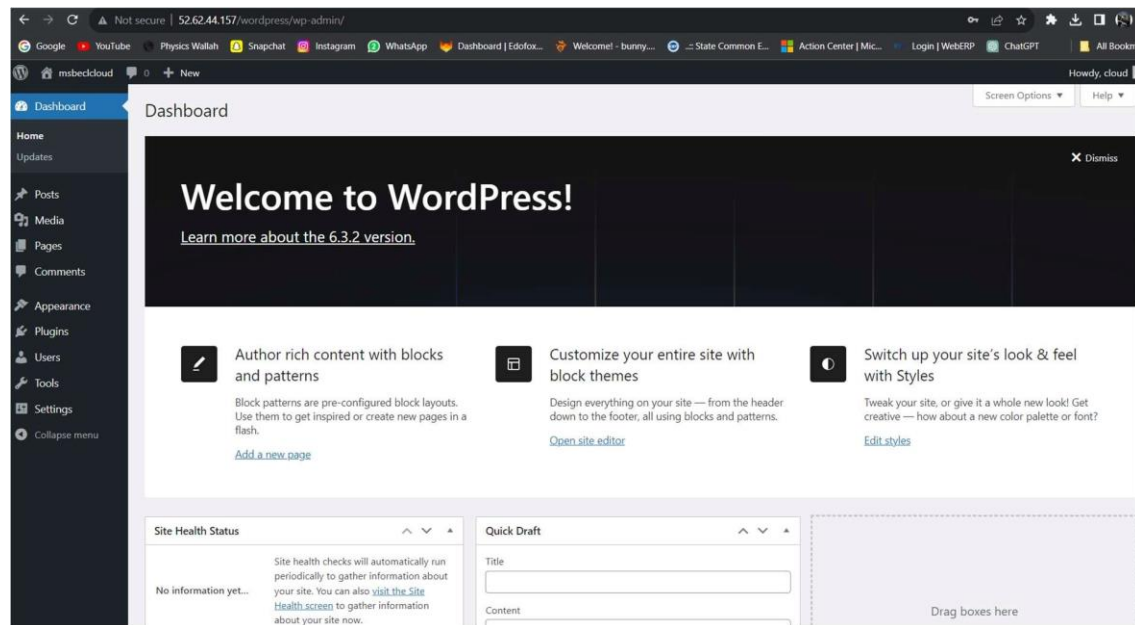 Not secure | 52.62.44.157/wordpress/wp-admin/
Google YouTube Physics Wallah Snapchat Instagram WhatsApp Dashboard | Edofox... Welcome! - bunny.... ..:: State Common E... Action Center | Mic... Login | WebERP ChatGPT All Bookm
msbeclcloud 0 + New Howdy, cloud
Dashboard
Home
Updates
Posts
Media
Pages
Comments
Appearance
Plugins
Users
Tools
Settings
Collapse menu
Screen Options Help
Dashboard
Dismiss
Welcome to WordPress!
Learn more about the 6.3.2 version.
Author rich content with blocks
and patterns
Block patterns are pre-configured block layouts.
Use them to get inspired or create new pages in a
flash.
Add a new page
Customize your entire site with
block themes
Design everything on your site — from the header
down to the footer, all using blocks and patterns.
Open site editor
Switch up your site's look & feel
with Styles
Tweak your site, or give it a whole new look! Get
creative — how about a new color palette or font?
Edit styles
Site Health Status
No information yet...
Site health checks will automatically run
periodically to gather information about
your site. You can also visit the Site
Health screen to gather information
about your site now.
Quick Draft
Title
Content
Drag boxes here